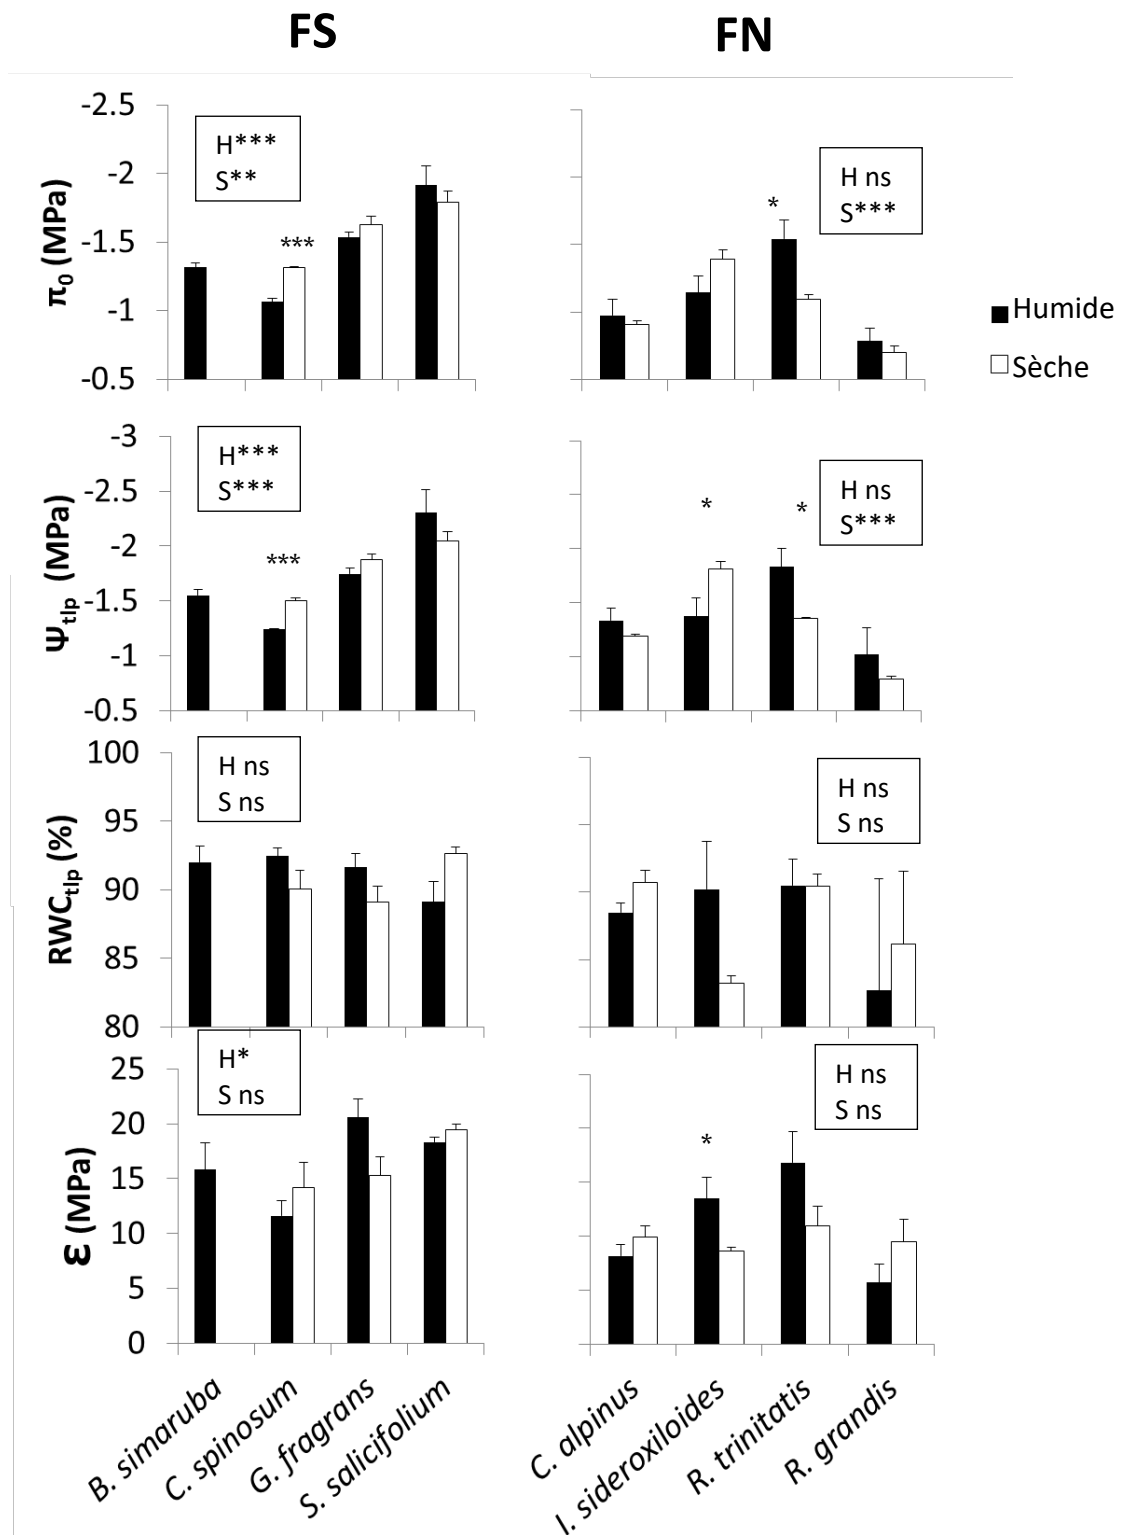 FS
FN
π0 (MPa)
-2.5
-2
-1.5
-1
-0.5
H***
S**
***
*
H ns
S***
Humide
Sèche
Ψtlp (MPa)
-3
-2.5
-2
-1.5
-1
-0.5
H***
S***
***
*
*
H ns
S***
RWCtlp (%)
100
95
90
85
80
H ns
S ns
H ns
S ns
ε (MPa)
25
20
15
10
5
0
H*
S ns
*
H ns
S ns
B. simaruba
C. spinosum
G. fragrans
S. salicifolium
C. alpinus
I. sideroxiloides
R. trinitatis
R. grandis